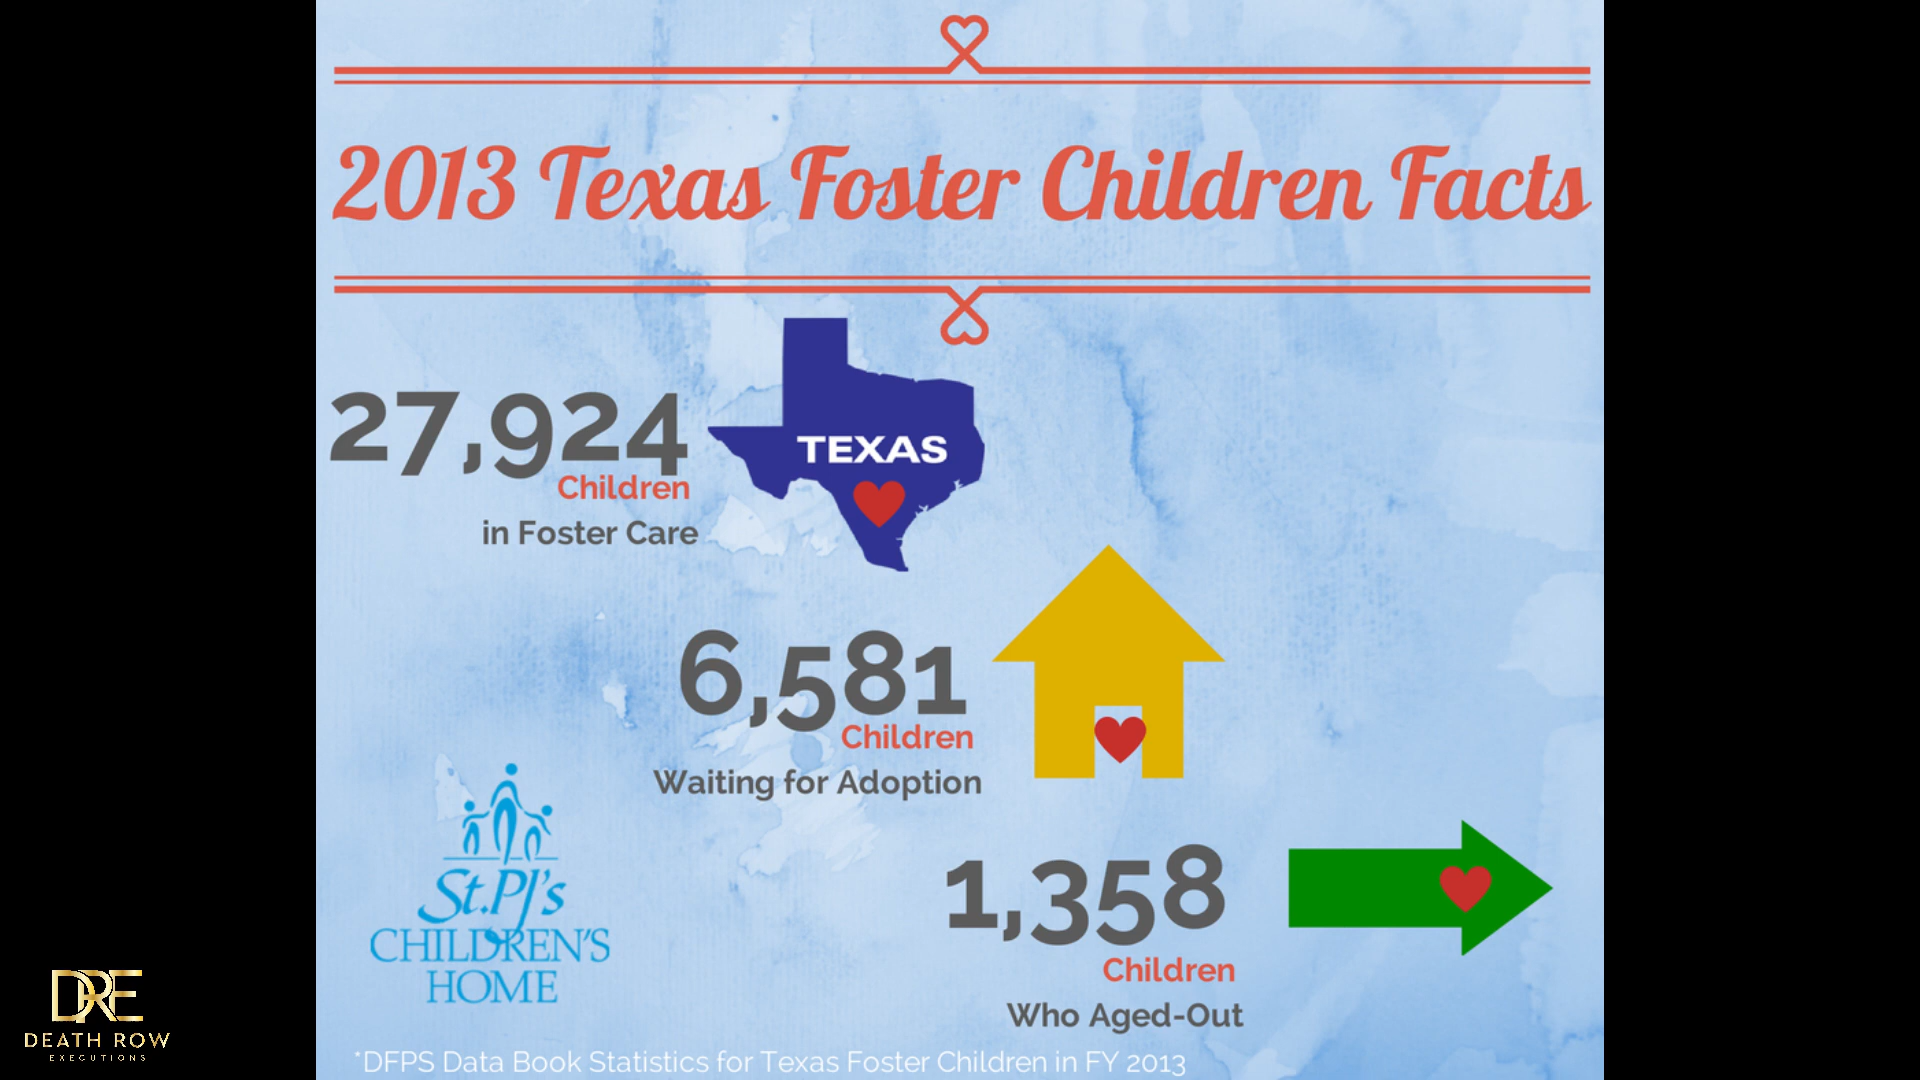 2013 Texas Foster Children Facts
27,924
Children
in Foster Care
TEXAS
6,581
Children
Waiting for Adoption
1,358
Children
Who Aged-Out
St.PJ's
CHILDREN'S
HOME
*DFPS Data Book Statistics for Texas Foster Children in FY 2013
DRE
DEATH ROW
EXECUTIONS